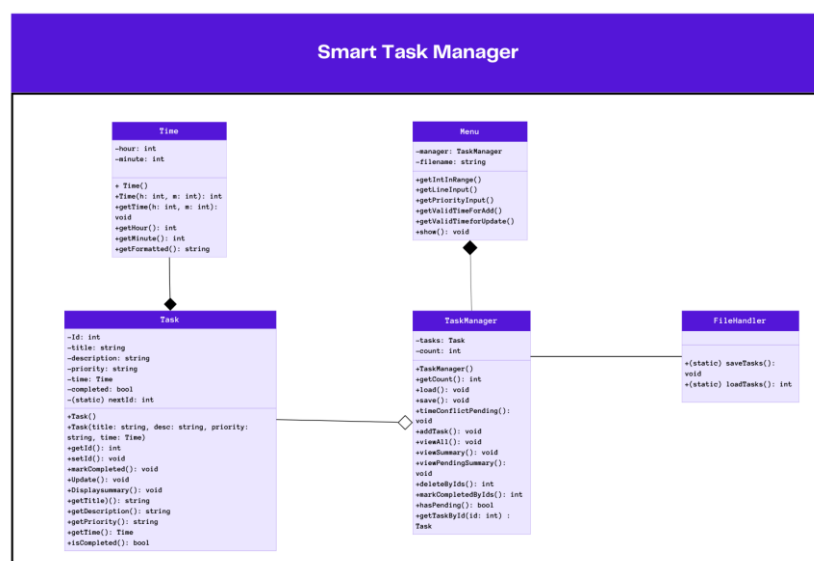 Smart Task Manager
Time
-hour: int
-minute: int
+ Time()
+Time(h: int, m: int): int
+getTime(h: int, m: int):
void
+getHour(): int
+getMinute(): int
+getFormatted(): string
Menu
-manager: TaskManager
-filename: string
+getIntInRange()
+getLineInput()
+getPriorityInput()
+getValidTimeForAdd()
+getValidTimeforUpdate()
+show(): void
Task
-Id: int
-title: string
-description: string
-priority: string
-time: Time
-completed: bool
-(static) nextId: int
+Task()
+Task(title: string, desc: string, priority:
string, time: Time)
+getId(): int
+setId(): void
+markCompleted(): void
+Update(): void
+Displaysummary(): void
+getTitle)(): string
+getDescription(): string
+getPriority(): string
+getTime(): Time
+isCompleted(): bool
TaskManager
-tasks: Task
-count: int
+TaskManager()
+getCount(): int
+load(): void
+save(): void
+timeConflictPending():
void
+addTask(): void
+viewAll(): void
+viewSummary(): void
+viewPendingSummary():
void
+deleteByIds(): int
+markCompletedByIds(): int
+hasPending(): bool
+getTaskById(id: int) :
Task
FileHandler
+(static) saveTasks():
void
+(static) loadTasks(): int